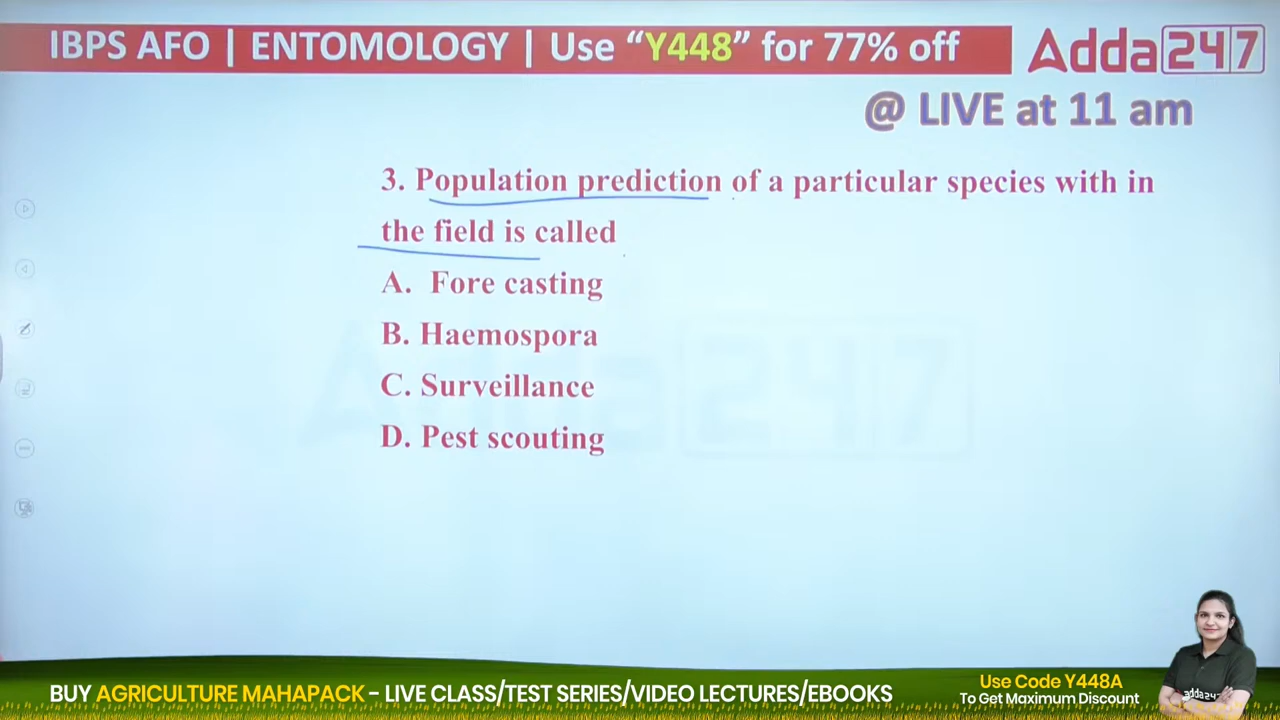 IBPS AFO | ENTOMOLOGY | Use “Y448” for 77% off
Adda247
@ LIVE at 11 am
3. Population prediction of a particular species with in
the field is called
A. Fore casting
B. Haemospora
C. Surveillance
D. Pest scouting
Adda247
BUY AGRICULTURE MAHAPACK - LIVE CLASS/TEST SERIES/VIDEO LECTURES/EBOOKS
Use Code Y448A
To Get Maximum Discount
adda247